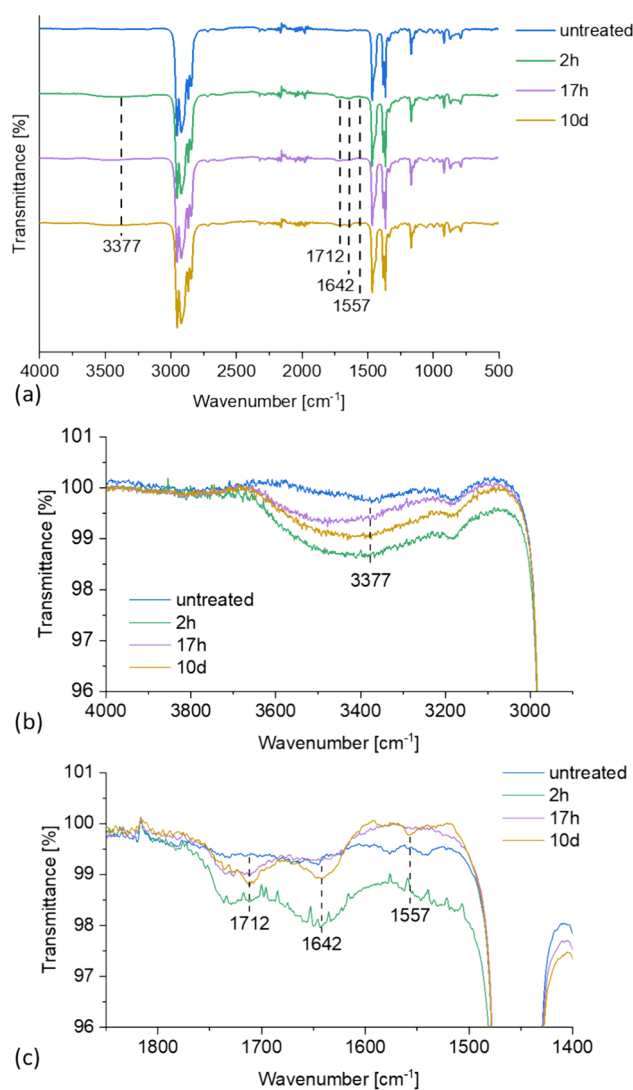 untreated
2h
17h
10d
Transmittance [%]
3377
1712
1642
1557
4000 3500 3000 2500 2000 1500 1000 500
Wavenumber [cm⁻¹]
(a)
101
100
99
98
97
96
Transmittance [%]
3377
untreated
2h
17h
10d
4000 3800 3600 3400 3200 3000
Wavenumber [cm⁻¹]
(b)
101
100
99
98
97
96
Transmittance [%]
untreated
2h
17h
10d
1712
1642
1557
1800 1700 1600 1500 1400
Wavenumber [cm⁻¹]
(c)